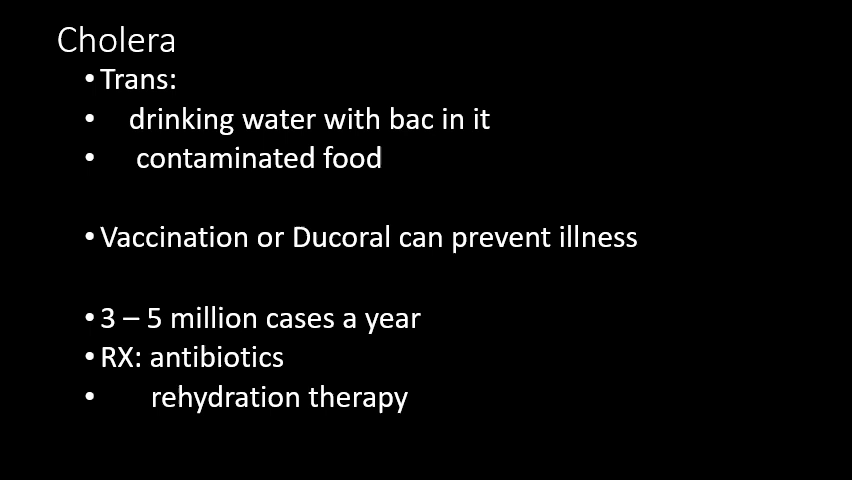 Cholera
• Trans:
• drinking water with bac in it
• contaminated food
• Vaccination or Ducoral can prevent illness
• 3 – 5 million cases a year
• RX: antibiotics
• rehydration therapy